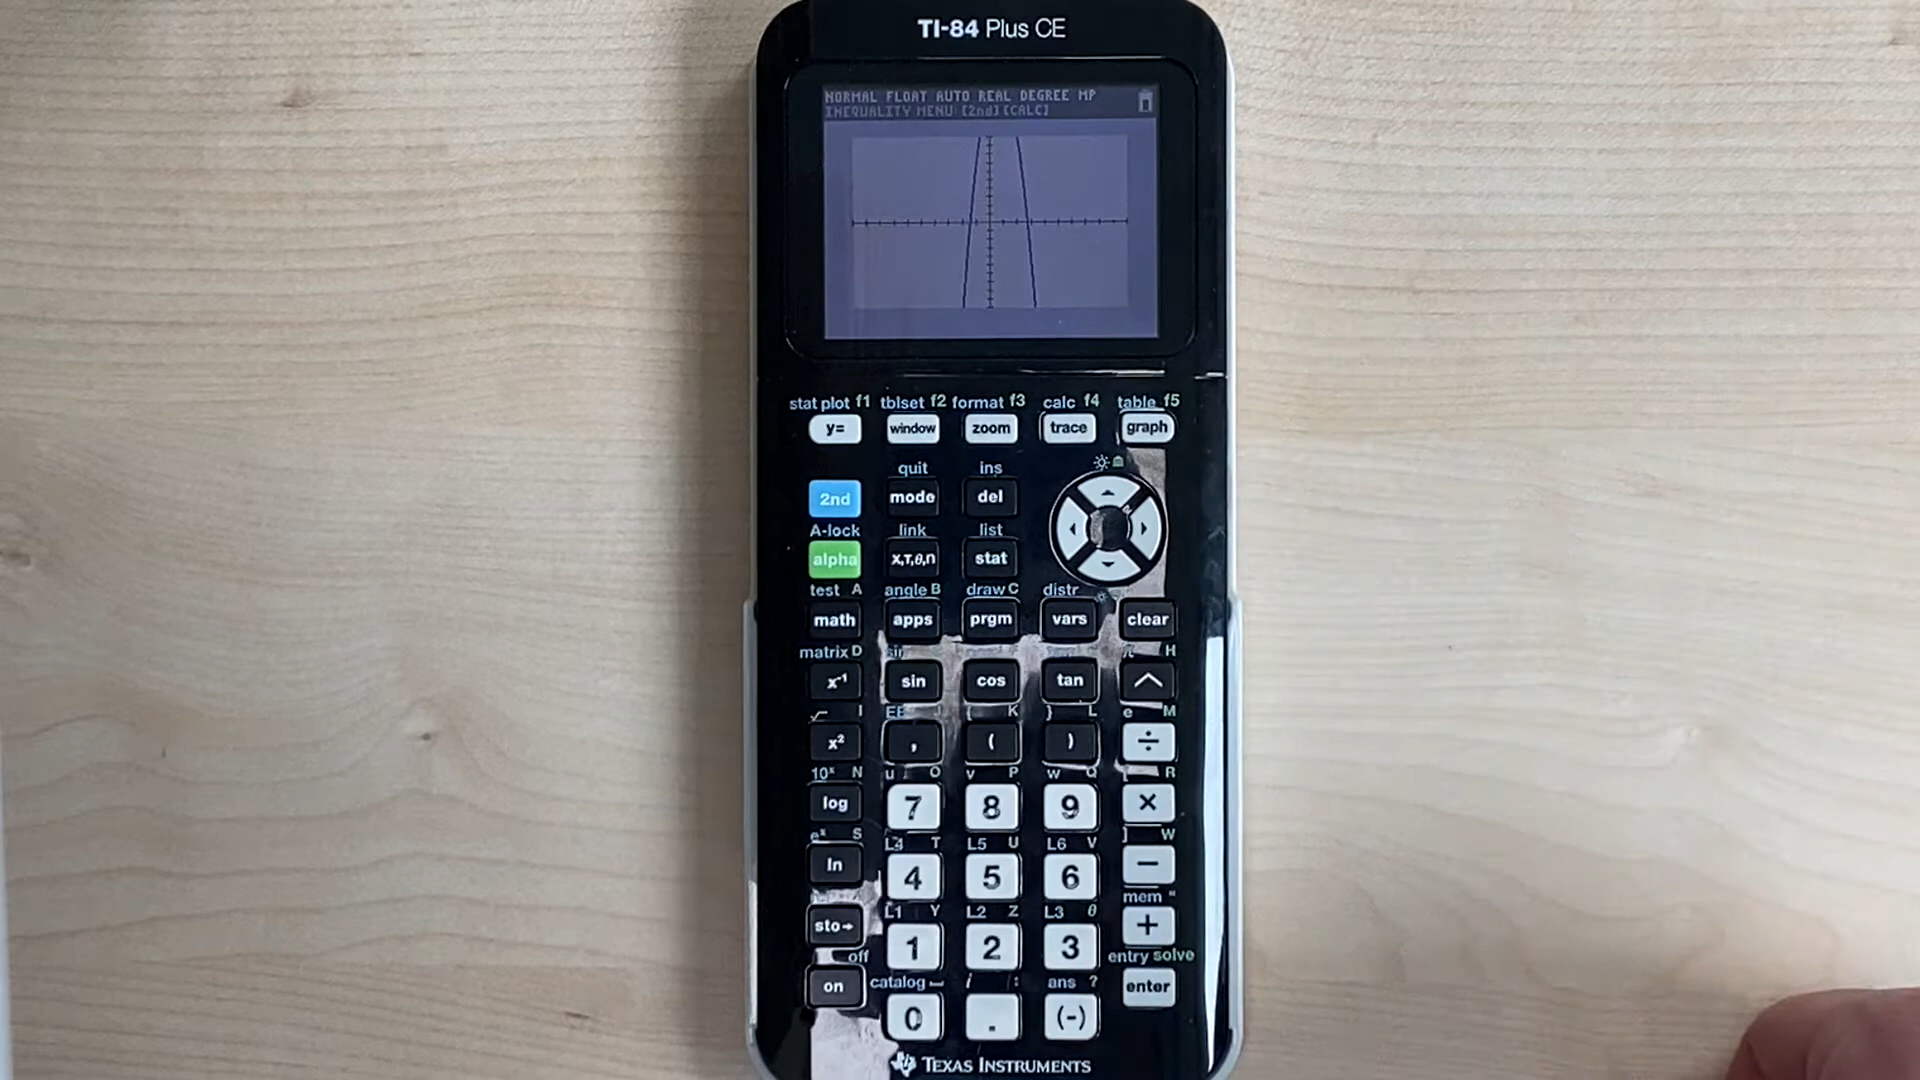 TI-84 Plus CE
NORMAL FLOAT AUTO REAL DEGREE MP
INEQUALITY MENU [2nd] [CALC]
stat plot f1 tblset f2 format f3 calc f4 table f5
y= window zoom trace graph
quit ins
2nd mode del
A-lock link list
alpha X,T,θ,n stat
test A angle B draw C distr
math apps prgm vars clear
matrix D H
x⁻¹ sin cos tan ^
√ I EE J { K } L e M
x² , ( ) ÷
10ˣ N u O v P w Q [ R
log 7 8 9 ×
eˣ S L4 T L5 U L6 V ] W
ln 4 5 6 −
L1 Y L2 Z L3 θ mem "
sto→ 1 2 3 +
off catalog i : ans ? entry solve
on 0 . (-) enter
TEXAS INSTRUMENTS